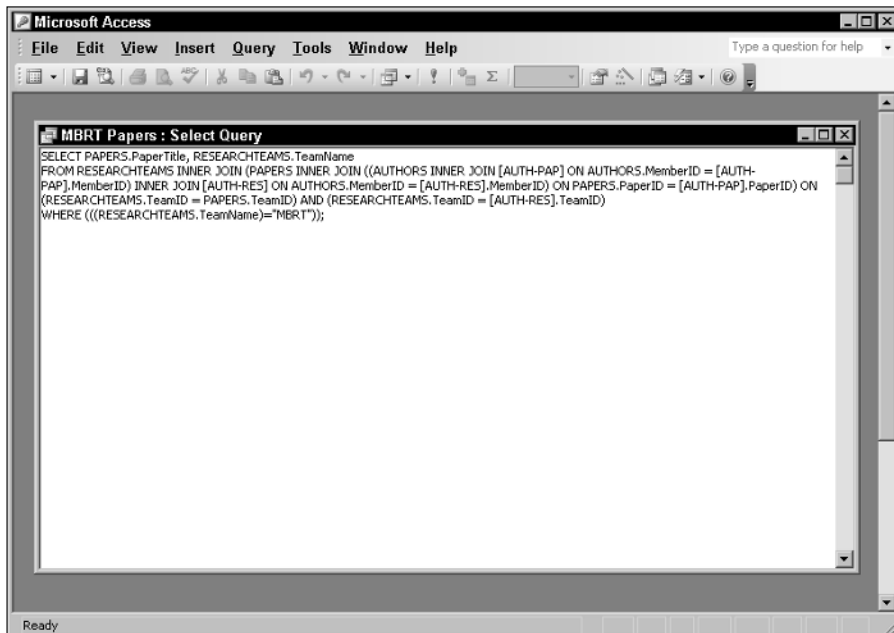 Microsoft Access
File Edit View Insert Query Tools Window Help
Type a question for help
ABC
MBRT Papers : Select Query
SELECT PAPERS.PaperTitle, RESEARCHTEAMS.TeamName
FROM RESEARCHTEAMS INNER JOIN (PAPERS INNER JOIN ((AUTHORS INNER JOIN [AUTH-PAP] ON AUTHORS.MemberID = [AUTH-
PAP].MemberID) INNER JOIN [AUTH-RES] ON AUTHORS.MemberID = [AUTH-RES].MemberID) ON PAPERS.PaperID = [AUTH-PAP].PaperID) ON
(RESEARCHTEAMS.TeamID = PAPERS.TeamID) AND (RESEARCHTEAMS.TeamID = [AUTH-RES].TeamID)
WHERE (((RESEARCHTEAMS.TeamName)="MBRT"));
Ready